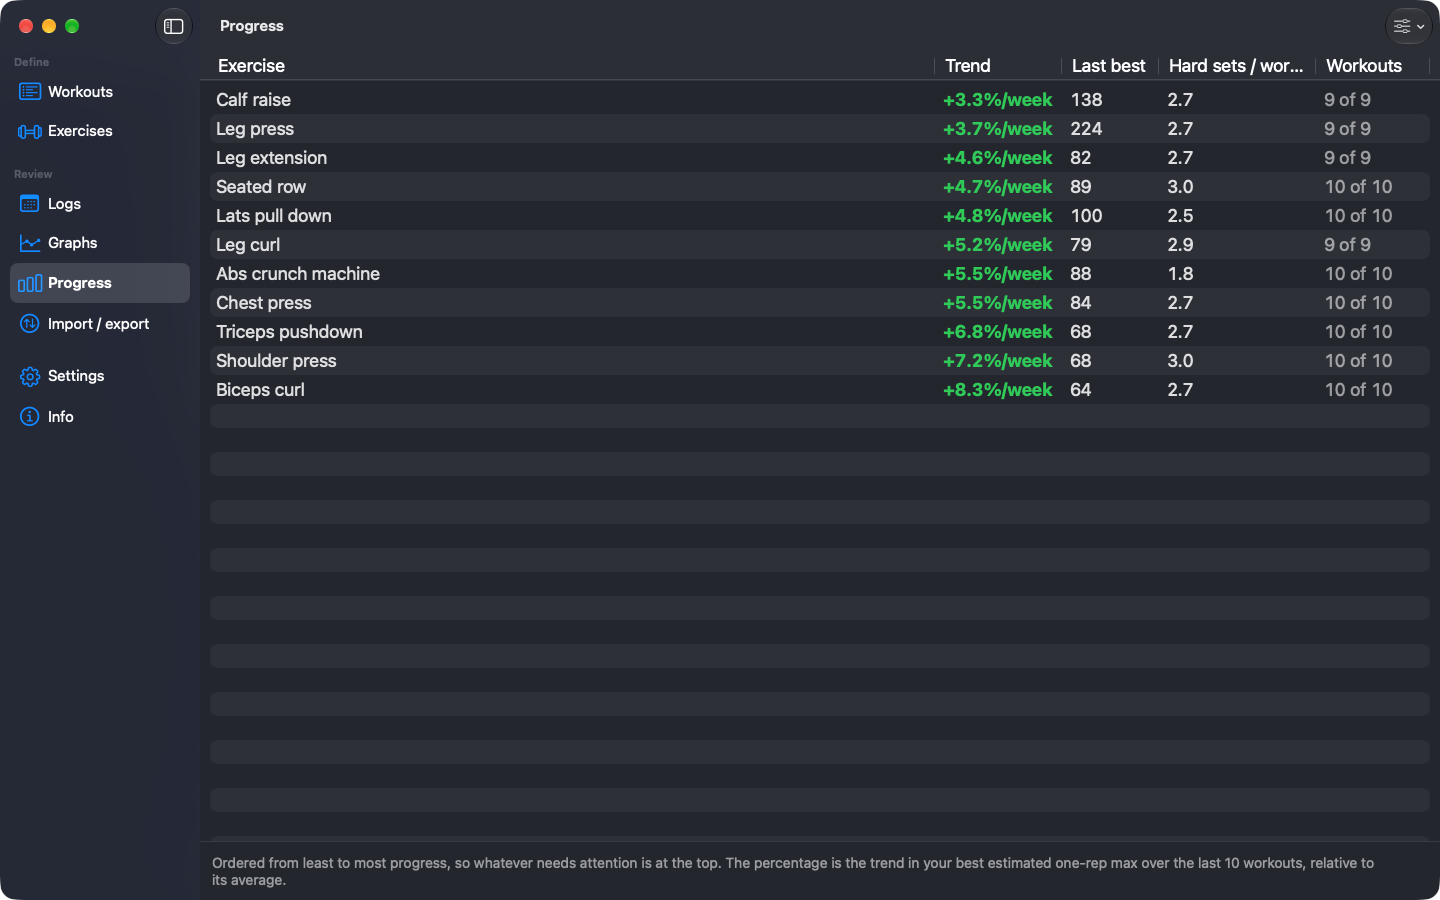 Progress
Define
Workouts
Exercises
Review
Logs
Graphs
Progress
Import / export
Settings
Info
Exercise Trend Last best Hard sets / wor... Workouts
Calf raise +3.3%/week 138 2.7 9 of 9
Leg press +3.7%/week 224 2.7 9 of 9
Leg extension +4.6%/week 82 2.7 9 of 9
Seated row +4.7%/week 89 3.0 10 of 10
Lats pull down +4.8%/week 100 2.5 10 of 10
Leg curl +5.2%/week 79 2.9 9 of 9
Abs crunch machine +5.5%/week 88 1.8 10 of 10
Chest press +5.5%/week 84 2.7 10 of 10
Triceps pushdown +6.8%/week 68 2.7 10 of 10
Shoulder press +7.2%/week 68 3.0 10 of 10
Biceps curl +8.3%/week 64 2.7 10 of 10
Ordered from least to most progress, so whatever needs attention is at the top. The percentage is the trend in your best estimated one-rep max over the last 10 workouts, relative to
its average.